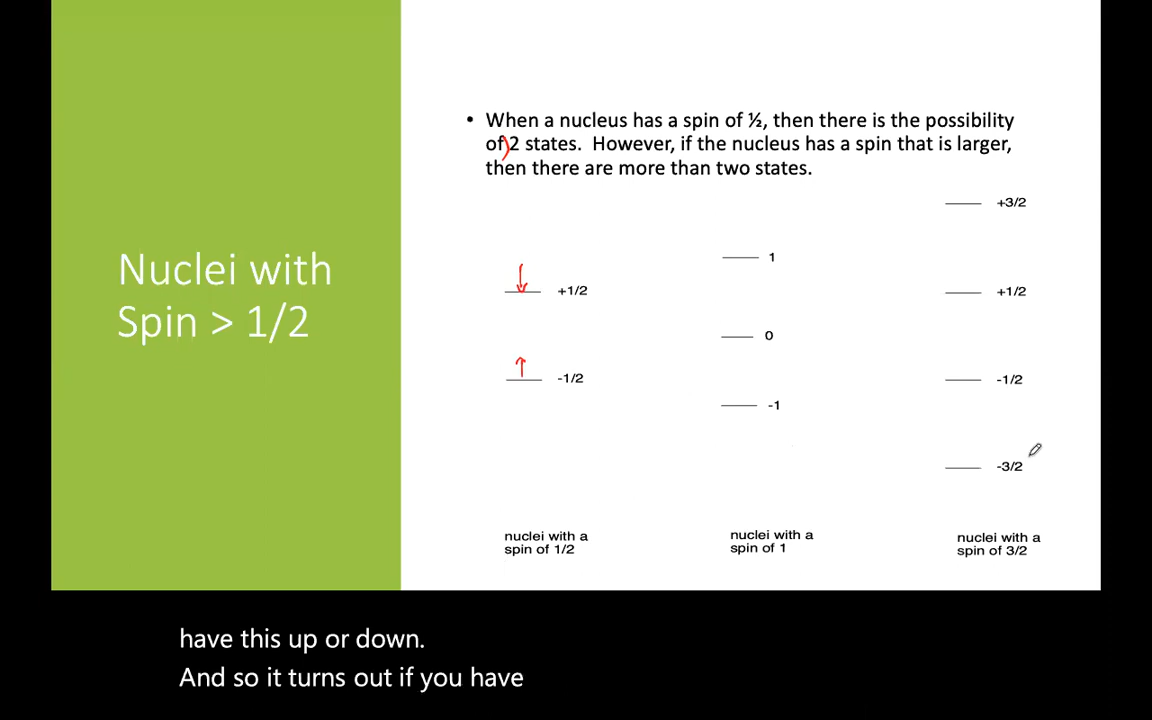 Nuclei with
Spin > 1/2
• When a nucleus has a spin of ½, then there is the possibility
of 2 states. However, if the nucleus has a spin that is larger,
then there are more than two states.
+1/2
-1/2
nuclei with a
spin of 1/2
1
0
-1
nuclei with a
spin of 1
+3/2
+1/2
-1/2
-3/2
nuclei with a
spin of 3/2
have this up or down.
And so it turns out if you have